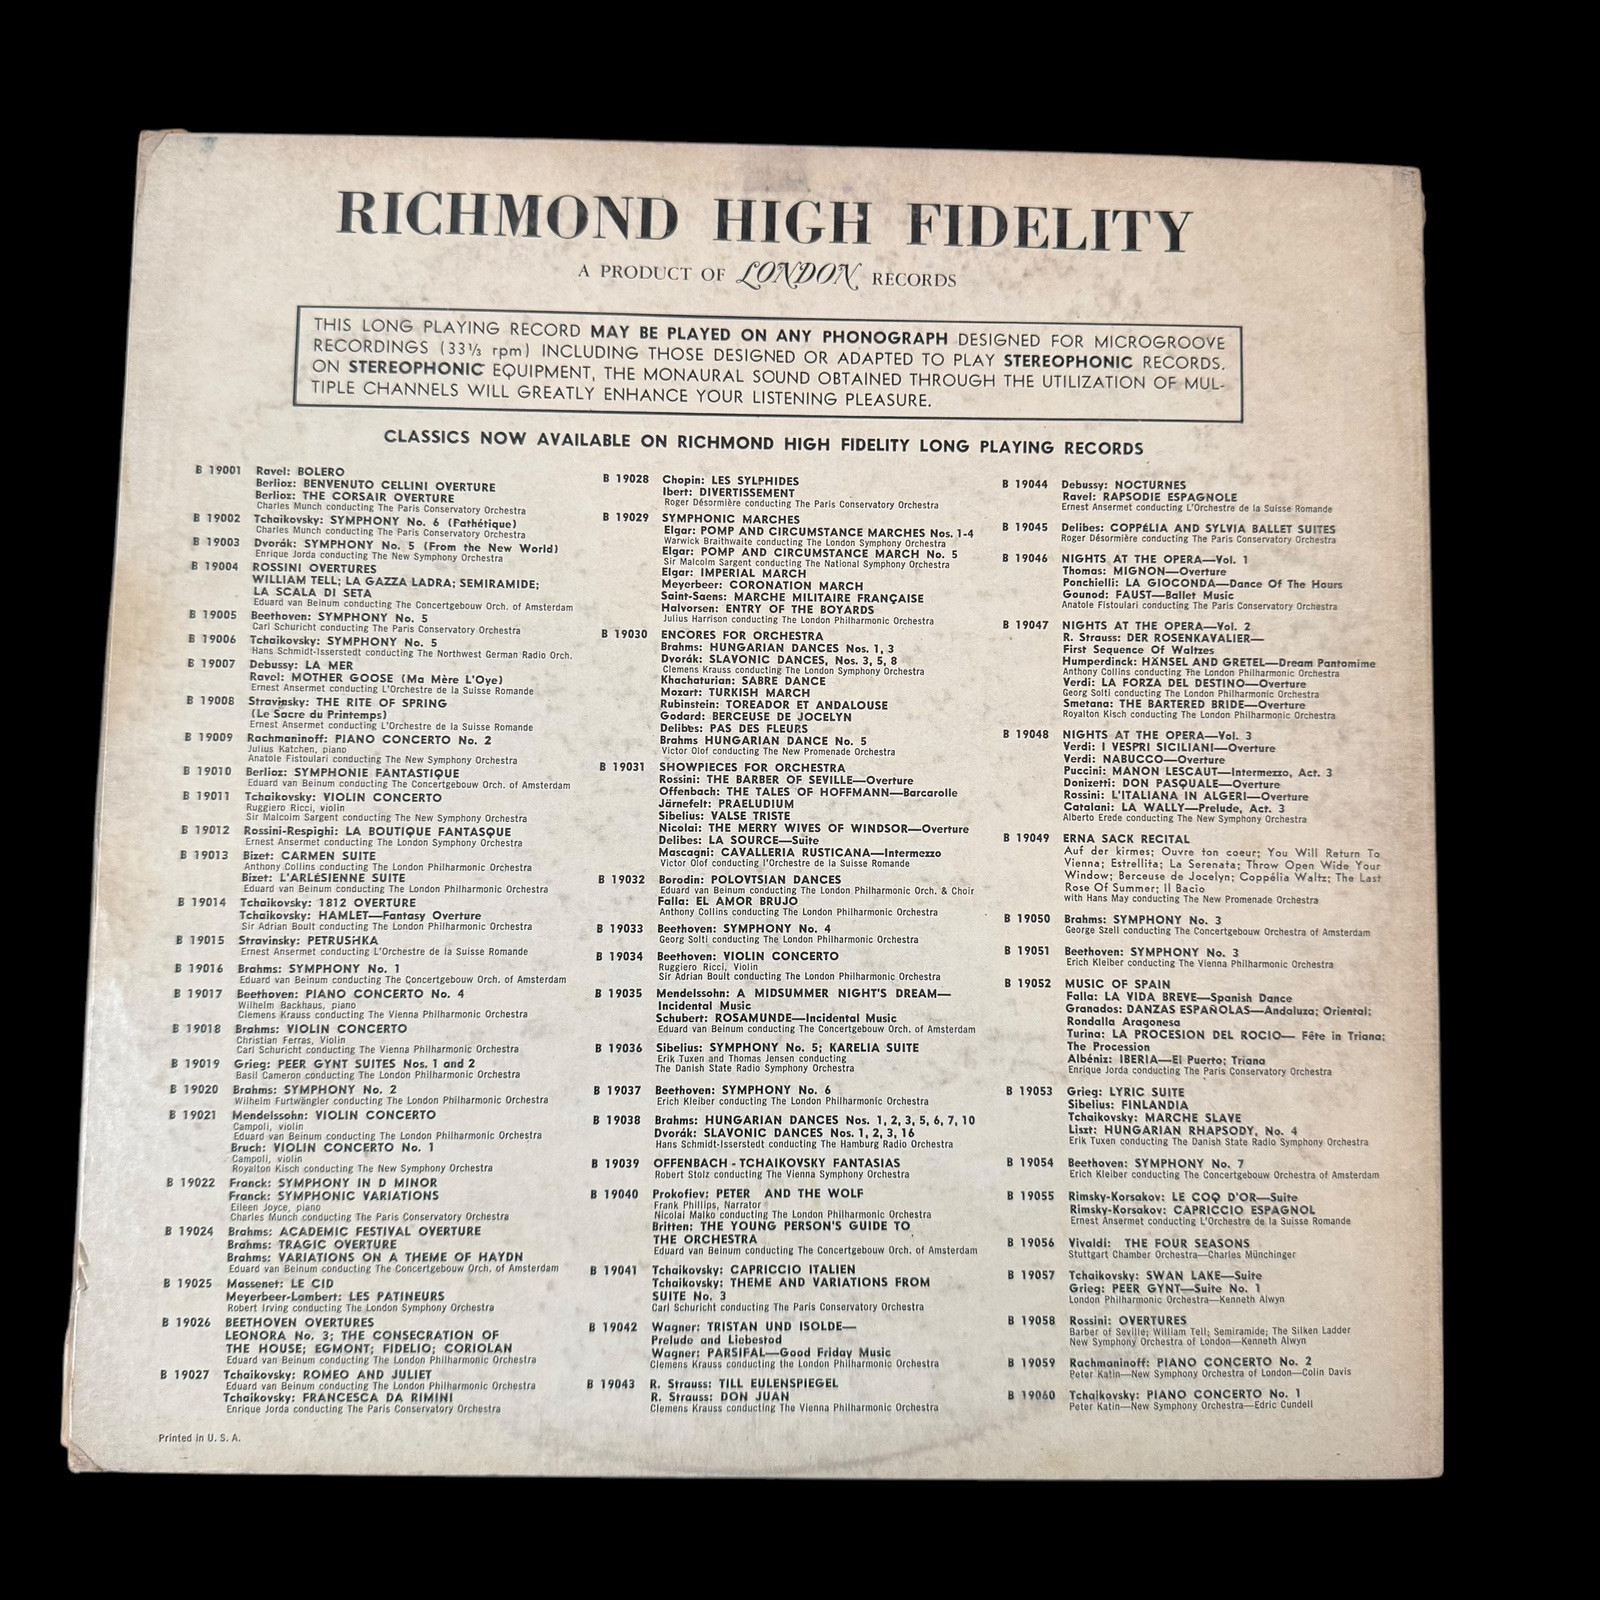 RICHMOND HIGH FIDELITY
A PRODUCT OF LONDON RECORDS
THIS LONG PLAYING RECORD MAY BE PLAYED ON ANY PHONOGRAPH DESIGNED FOR MICROGROOVE
RECORDINGS (33⅓ rpm) INCLUDING THOSE DESIGNED OR ADAPTED TO PLAY STEREOPHONIC RECORDS.
ON STEREOPHONIC EQUIPMENT, THE MONAURAL SOUND OBTAINED THROUGH THE UTILIZATION OF MUL-
TIPLE CHANNELS WILL GREATLY ENHANCE YOUR LISTENING PLEASURE.
CLASSICS NOW AVAILABLE ON RICHMOND HIGH FIDELITY LONG PLAYING RECORDS
B 19001 Ravel: BOLERO
Berlioz: BENVENUTO CELLINI OVERTURE
Berlioz: THE CORSAIR OVERTURE
Charles Munch conducting The Paris Conservatory Orchestra
B 19002 Tchaikovsky: SYMPHONY No. 6 (Pathétique)
Charles Munch conducting The Paris Conservatory Orchestra
B 19003 Dvorák: SYMPHONY No. 5 (From the New World)
Enrique Jorda conducting The New Symphony Orchestra
B 19004 ROSSINI OVERTURES
WILLIAM TELL; LA GAZZA LADRA; SEMIRAMIDE;
LA SCALA DI SETA
Eduard van Beinum conducting The Concertgebouw Orch. of Amsterdam
B 19005 Beethoven: SYMPHONY No. 5
Carl Schuricht conducting The Paris Conservatory Orchestra
B 19006 Tchaikovsky: SYMPHONY No. 5
Hans Schmidt-Isserstedt conducting The Northwest German Radio Orch.
B 19007 Debussy: LA MER
Ravel: MOTHER GOOSE (Ma Mère L'Oye)
Ernest Ansermet conducting L'Orchestre de la Suisse Romande
B 19008 Stravinsky: THE RITE OF SPRING
(Le Sacre du Printemps)
Ernest Ansermet conducting L'Orchestre de la Suisse Romande
B 19009 Rachmaninoff: PIANO CONCERTO No. 2
Julius Katchen, piano
Anatole Fistoulari conducting The New Symphony Orchestra
B 19010 Berlioz: SYMPHONIE FANTASTIQUE
Eduard van Beinum conducting The Concertgebouw Orch. of Amsterdam
B 19011 Tchaikovsky: VIOLIN CONCERTO
Ruggiero Ricci, violin
Sir Malcolm Sargent conducting The New Symphony Orchestra
B 19012 Rossini-Respighi: LA BOUTIQUE FANTASQUE
Ernest Ansermet conducting The London Symphony Orchestra
B 19013 Bizet: CARMEN SUITE
Anthony Collins conducting The London Philharmonic Orchestra
Bizet: L'ARLÉSIENNE SUITE
Eduard van Beinum conducting The London Philharmonic Orchestra
B 19014 Tchaikovsky: 1812 OVERTURE
Tchaikovsky: HAMLET—Fantasy Overture
Sir Adrian Boult conducting The London Philharmonic Orchestra
B 19015 Stravinsky: PETRUSHKA
Ernest Ansermet conducting L'Orchestre de la Suisse Romande
B 19016 Brahms: SYMPHONY No. 1
Eduard van Beinum conducting The Concertgebouw Orch. of Amsterdam
B 19017 Beethoven: PIANO CONCERTO No. 4
Wilhelm Backhaus, piano
Clemens Krauss conducting The Vienna Philharmonic Orchestra
B 19018 Brahms: VIOLIN CONCERTO
Christian Ferras, Violin
Carl Schuricht conducting The Vienna Philharmonic Orchestra
B 19019 Grieg: PEER GYNT SUITES Nos. 1 and 2
Basil Cameron conducting The London Philharmonic Orchestra
B 19020 Brahms: SYMPHONY No. 2
Wilhelm Furtwängler conducting The London Philharmonic Orchestra
B 19021 Mendelssohn: VIOLIN CONCERTO
Campoli, violin
Eduard van Beinum conducting The London Philharmonic Orchestra
Bruch: VIOLIN CONCERTO No. 1
Campoli, violin
Royalton Kisch conducting The New Symphony Orchestra
B 19022 Franck: SYMPHONY IN D MINOR
Franck: SYMPHONIC VARIATIONS
Eileen Joyce, piano
Charles Munch conducting The Paris Conservatory Orchestra
B 19024 Brahms: ACADEMIC FESTIVAL OVERTURE
Brahms: TRAGIC OVERTURE
Brahms: VARIATIONS ON A THEME OF HAYDN
Eduard van Beinum conducting The Concertgebouw Orch. of Amsterdam
B 19025 Massenet: LE CID
Meyerbeer-Lambert: LES PATINEURS
Robert Irving conducting The London Symphony Orchestra
B 19026 BEETHOVEN OVERTURES
LEONORA No. 3; THE CONSECRATION OF
THE HOUSE; EGMONT; FIDELIO; CORIOLAN
Eduard van Beinum conducting The London Philharmonic Orchestra
B 19027 Tchaikovsky: ROMEO AND JULIET
Eduard van Beinum conducting The London Philharmonic Orchestra
Tchaikovsky: FRANCESCA DA RIMINI
Enrique Jorda conducting The Paris Conservatory Orchestra
Printed in U. S. A.
B 19028 Chopin: LES SYLPHIDES
Ibert: DIVERTISSEMENT
Roger Désormière conducting The Paris Conservatory Orchestra
B 19029 SYMPHONIC MARCHES
Elgar: POMP AND CIRCUMSTANCE MARCHES Nos. 1-4
Warwick Braithwaite conducting The London Symphony Orchestra
Elgar: POMP AND CIRCUMSTANCE MARCH No. 5
Sir Malcolm Sargent conducting The National Symphony Orchestra
Elgar: IMPERIAL MARCH
Meyerbeer: CORONATION MARCH
Saint-Saens: MARCHE MILITAIRE FRANÇAISE
Halvorsen: ENTRY OF THE BOYARDS
Julius Harrison conducting The London Philharmonic Orchestra
B 19030 ENCORES FOR ORCHESTRA
Brahms: HUNGARIAN DANCES Nos. 1, 3
Dvorák: SLAVONIC DANCES, Nos. 3, 5, 8
Clemens Krauss conducting The London Symphony Orchestra
Khachaturian: SABRE DANCE
Mozart: TURKISH MARCH
Rubinstein: TOREADOR ET ANDALOUSE
Godard: BERCEUSE DE JOCELYN
Delibes: PAS DES FLEURS
Brahms HUNGARIAN DANCE No. 5
Victor Olof conducting The New Promenade Orchestra
B 19031 SHOWPIECES FOR ORCHESTRA
Rossini: THE BARBER OF SEVILLE—Overture
Offenbach: THE TALES OF HOFFMANN—Barcarolle
Järnefelt: PRAELUDIUM
Sibelius: VALSE TRISTE
Nicolai: THE MERRY WIVES OF WINDSOR—Overture
Delibes: LA SOURCE—Suite
Mascagni: CAVALLERIA RUSTICANA—Intermezzo
Victor Olof conducting l'Orchestre de la Suisse Romande
B 19032 Borodin: POLOVTSIAN DANCES
Eduard van Beinum conducting The London Philharmonic Orch. & Choir
Falla: EL AMOR BRUJO
Anthony Collins conducting The London Philharmonic Orchestra
B 19033 Beethoven: SYMPHONY No. 4
Georg Solti conducting The London Philharmonic Orchestra
B 19034 Beethoven: VIOLIN CONCERTO
Ruggiero Ricci, Violin
Sir Adrian Boult conducting The London Philharmonic Orchestra
B 19035 Mendelssohn: A MIDSUMMER NIGHT'S DREAM—
Incidental Music
Schubert: ROSAMUNDE—Incidental Music
Eduard van Beinum conducting The Concertgebouw Orch. of Amsterdam
B 19036 Sibelius: SYMPHONY No. 5; KARELIA SUITE
Erik Tuxen and Thomas Jensen conducting
The Danish State Radio Symphony Orchestra
B 19037 Beethoven: SYMPHONY No. 6
Erich Kleiber conducting The London Philharmonic Orchestra
B 19038 Brahms: HUNGARIAN DANCES Nos. 1, 2, 3, 5, 6, 7, 10
Dvorák: SLAVONIC DANCES Nos. 1, 2, 3, 16
Hans Schmidt-Isserstedt conducting The Hamburg Radio Orchestra
B 19039 OFFENBACH - TCHAIKOVSKY FANTASIAS
Robert Stolz conducting The Vienna Symphony Orchestra
B 19040 Prokofiev: PETER AND THE WOLF
Frank Phillips, Narrator
Nicolai Malko conducting The London Philharmonic Orchestra
Britten: THE YOUNG PERSON'S GUIDE TO
THE ORCHESTRA
Eduard van Beinum conducting The Concertgebouw Orch. of Amsterdam
B 19041 Tchaikovsky: CAPRICCIO ITALIEN
Tchaikovsky: THEME AND VARIATIONS FROM
SUITE No. 3
Carl Schuricht conducting The Paris Conservatory Orchestra
B 19042 Wagner: TRISTAN UND ISOLDE—
Prelude and Liebestod
Wagner: PARSIFAL—Good Friday Music
Clemens Krauss conducting the London Philharmonic Orchestra
B 19043 R. Strauss: TILL EULENSPIEGEL
R. Strauss: DON JUAN
Clemens Krauss conducting The Vienna Philharmonic Orchestra
B 19044 Debussy: NOCTURNES
Ravel: RAPSODIE ESPAGNOLE
Ernest Ansermet conducting L'Orchestre de la Suisse Romande
B 19045 Delibes: COPPÉLIA AND SYLVIA BALLET SUITES
Roger Désormière conducting The Paris Conservatory Orchestra
B 19046 NIGHTS AT THE OPERA—Vol. 1
Thomas: MIGNON—Overture
Ponchielli: LA GIOCONDA—Dance Of The Hours
Gounod: FAUST—Ballet Music
Anatole Fistoulari conducting The Paris Conservatory Orchestra
B 19047 NIGHTS AT THE OPERA—Vol. 2
R. Strauss: DER ROSENKAVALIER—
First Sequence Of Waltzes
Humperdinck: HÄNSEL AND GRETEL—Dream Pantomime
Anthony Collins conducting The London Philharmonic Orchestra
Verdi: LA FORZA DEL DESTINO—Overture
Georg Solti conducting The London Philharmonic Orchestra
Smetana: THE BARTERED BRIDE—Overture
Royalton Kisch conducting The London Philharmonic Orchestra
B 19048 NIGHTS AT THE OPERA—Vol. 3
Verdi: I VESPRI SICILIANI—Overture
Verdi: NABUCCO—Overture
Puccini: MANON LESCAUT—Intermezzo, Act. 3
Donizetti: DON PASQUALE—Overture
Rossini: L'ITALIANA IN ALGERI—Overture
Catalani: LA WALLY—Prelude, Act. 3
Alberto Erede conducting The New Symphony Orchestra
B 19049 ERNA SACK RECITAL
Auf der kirmes; Ouvre ton coeur; You Will Return To
Vienna; Estrellita; La Serenata; Throw Open Wide Your
Window; Berceuse de Jocelyn; Coppélia Waltz; The Last
Rose Of Summer; Il Bacio
with Hans May conducting The New Promenade Orchestra
B 19050 Brahms: SYMPHONY No. 3
George Szell conducting The Concertgebouw Orchestra of Amsterdam
B 19051 Beethoven: SYMPHONY No. 3
Erich Kleiber conducting The Vienna Philharmonic Orchestra
B 19052 MUSIC OF SPAIN
Falla: LA VIDA BREVE—Spanish Dance
Granados: DANZAS ESPAÑOLAS—Andaluza; Oriental;
Rondalla Aragonesa
Turina: LA PROCESION DEL ROCIO— Fête in Triana;
The Procession
Albéniz: IBERIA—El Puerto; Triana
Enrique Jorda conducting The Paris Conservatory Orchestra
B 19053 Grieg: LYRIC SUITE
Sibelius: FINLANDIA
Tchaikovsky: MARCHE SLAVE
Liszt: HUNGARIAN RHAPSODY, No. 4
Erik Tuxen conducting The Danish State Radio Symphony Orchestra
B 19054 Beethoven: SYMPHONY No. 7
Erich Kleiber conducting The Concertgebouw Orchestra of Amsterdam
B 19055 Rimsky-Korsakov: LE COQ D'OR—Suite
Rimsky-Korsakov: CAPRICCIO ESPAGNOL
Ernest Ansermet conducting L'Orchestre de la Suisse Romande
B 19056 Vivaldi: THE FOUR SEASONS
Stuttgart Chamber Orchestra—Charles Münchinger
B 19057 Tchaikovsky: SWAN LAKE—Suite
Grieg: PEER GYNT—Suite No. 1
London Philharmonic Orchestra—Kenneth Alwyn
B 19058 Rossini: OVERTURES
Barber of Seville; William Tell; Semiramide; The Silken Ladder
New Symphony Orchestra of London—Kenneth Alwyn
B 19059 Rachmaninoff: PIANO CONCERTO No. 2
Peter Katin—New Symphony Orchestra of London—Colin Davis
B 19060 Tchaikovsky: PIANO CONCERTO No. 1
Peter Katin—New Symphony Orchestra—Edric Cundell